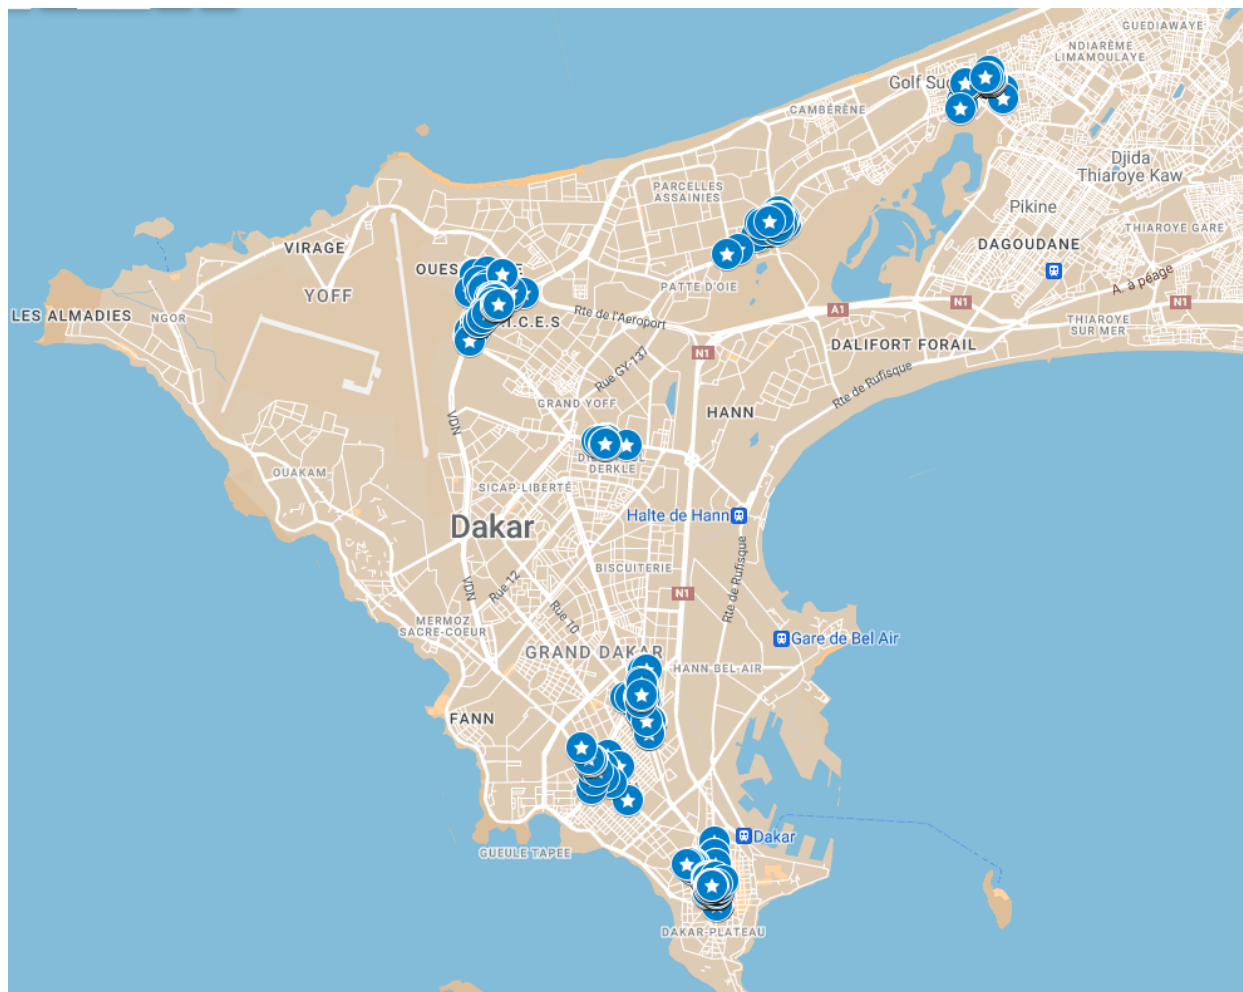 GUEDIAWAYE
NDIARÈME
LIMAMOULAYE
Golf Su
CAMBÉRÈNE
Djida
Thiaroye Kaw
PARCELLES
ASSAINIES
Pikine
THIAROYE GARE
VIRAGE
DAGOUDANE
OUES
E
YOFF
PATTE D'OIE
A. à péage
N1
N1
A1
LES ALMADIES
NGOR
Rte de l'Aeroport
I.C.E.S
THIAROYE
SUR MER
DALIFORT FORAIL
N1
Rue GY-137
Rte de Rufisque
GRAND YOFF
HANN
VDN
DERKLE
OUAKAM
SICAP-LIBERTÉ
Dakar
Halte de Hann
BISCUITERIE
Rte de Rufisque
VDN
Rue 12
N1
Rue 10
MERMOZ
SACRE-COEUR
Gare de Bel Air
GRAND DAKAR
HANN BEL-AIR
FANN
Dakar
GUEULE TAPEE
DAKAR-PLATEAU